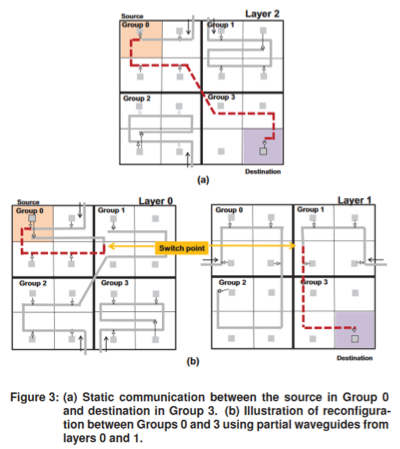 Source
Layer 2
Group 0
Group 1
Group 2
Group 3
Destination
(a)
Source
Layer 0
Layer 1
Group 0
Group 1
Group 0
Group 1
Switch point
Group 2
Group 3
Group 2
Group 3
Destination
(b)
Figure 3: (a) Static communication between the source in Group 0
and destination in Group 3. (b) Illustration of reconfigura-
tion between Groups 0 and 3 using partial waveguides from
layers 0 and 1.